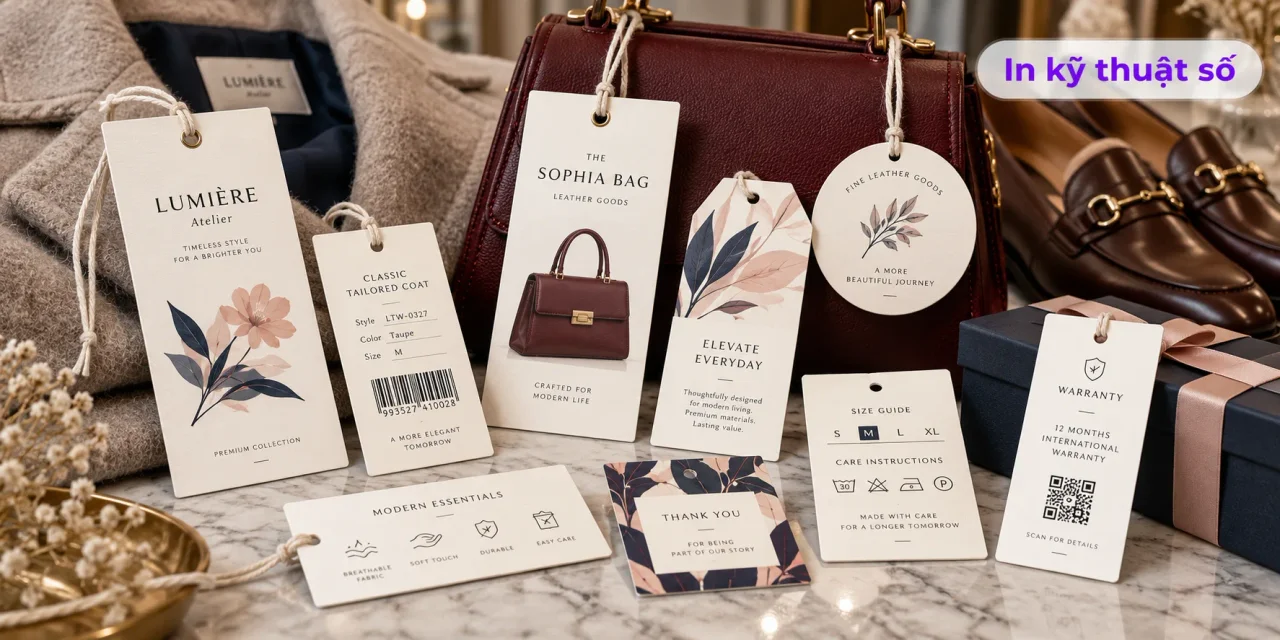 In kỹ thuật số
LUMIÈRE
Atelier
LUMIÈRE
Atelier
TIMELESS STYLE
FOR A BRIGHTER YOU
PREMIUM COLLECTION
CLASSIC
TAILORED COAT
Style LTW-0327
Color Taupe
Size M
993527 410028
A MORE ELEGANT
TOMORROW
THE
SOPHIA BAG
LEATHER GOODS
CRAFTED FOR
MODERN LIFE
ELEVATE
EVERYDAY
Thoughtfully designed
for modern living.
Premium materials.
Lasting value.
FINE LEATHER GOODS
A MORE
BEAUTIFUL JOURNEY
SIZE GUIDE
S M L XL
CARE INSTRUCTIONS
30 P
MADE WITH CARE
FOR A LONGER TOMORROW
WARRANTY
12 MONTHS
INTERNATIONAL
WARRANTY
SCAN FOR DETAILS
MODERN ESSENTIALS
BREATHABLE
FABRIC
SOFT TOUCH
DURABLE
EASY CARE
THANK YOU
FOR BEING
PART OF OUR STORY